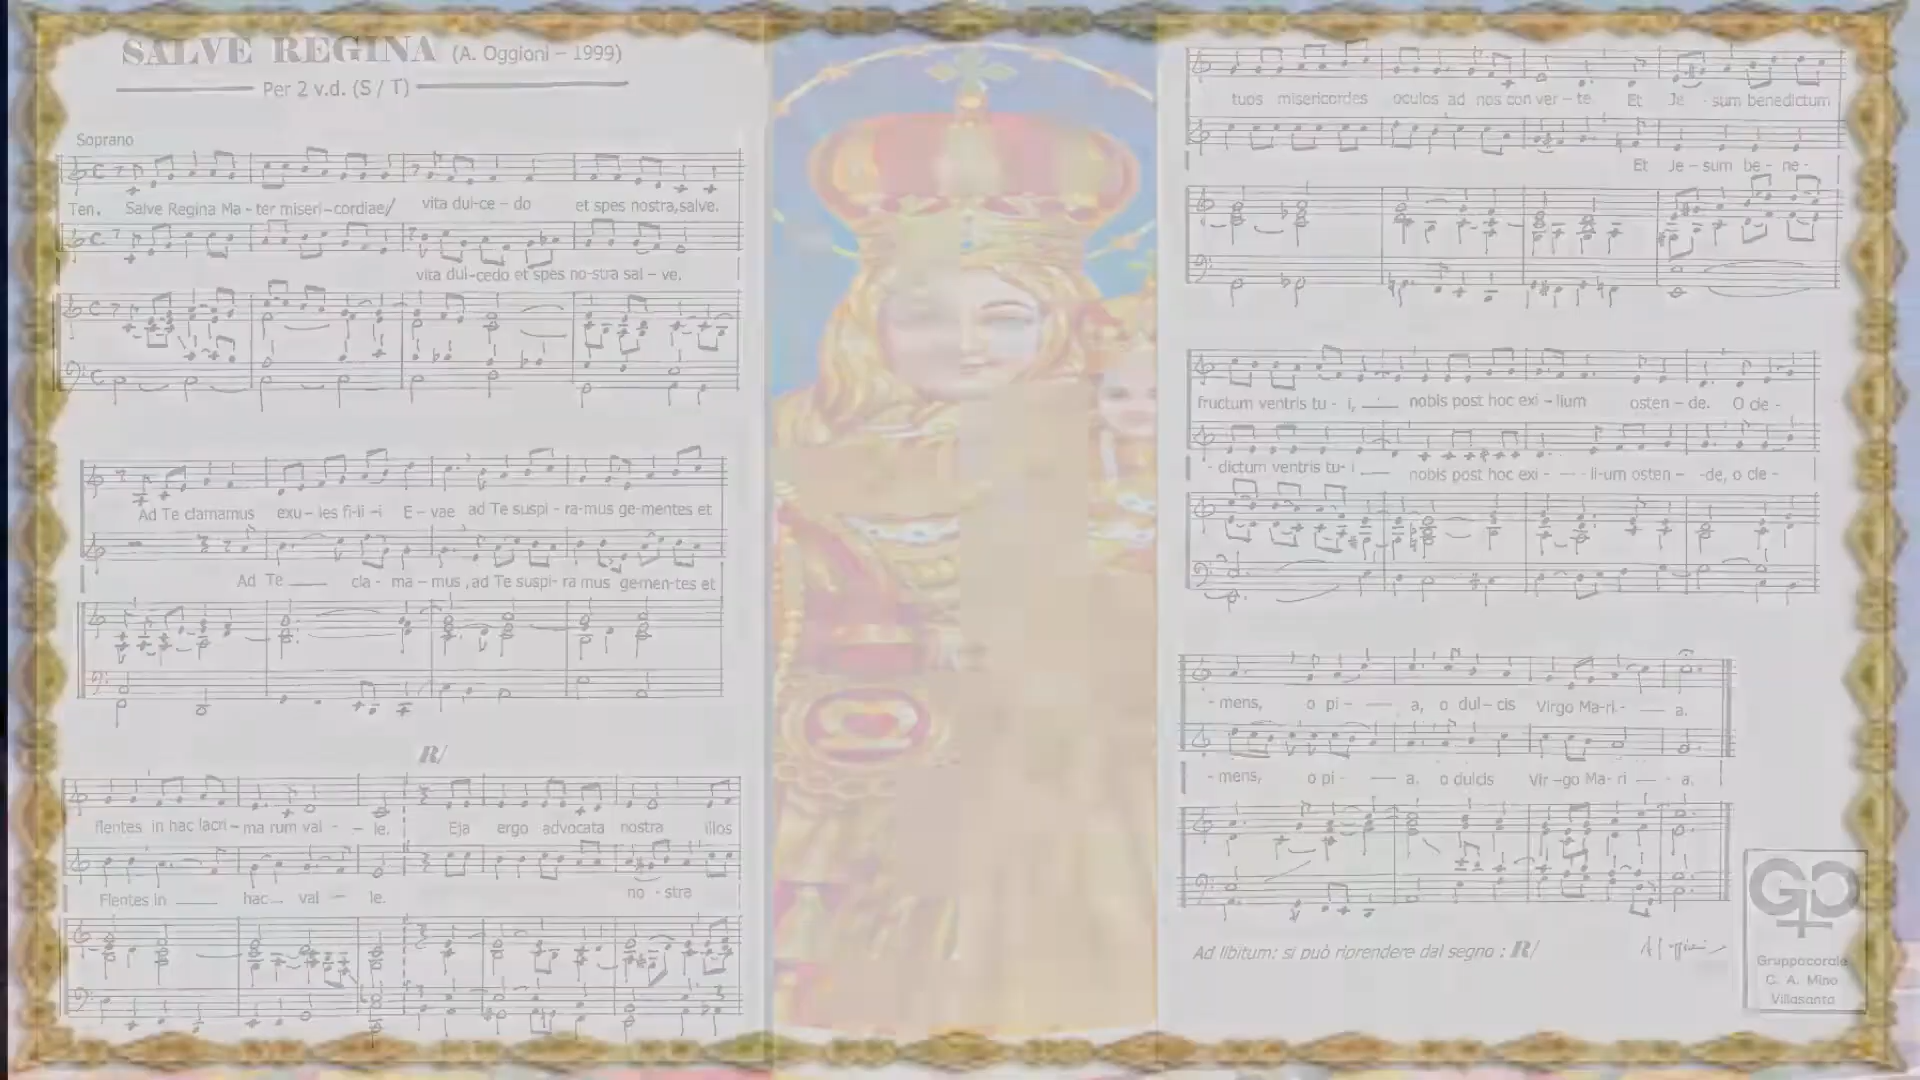 SALVE REGINA (A. Oggioni – 1999)
Per 2 v.d. (S / T)
Soprano
Ten. Salve Regina Ma - ter miseri-cordiae/ vita dul-ce - do et spes nostra, salve.
vita dul-cedo et spes no-stra sal - ve.
Ad Te clamamus exu - les fi-li -i E - vae ad Te suspi - ra-mus ge-mentes et
Ad Te cla - ma - mus, ad Te suspi- ra mus gemen-tes et
R/
flentes in hac lacri - ma rum val - - le. Eja ergo advocata nostra illos
Flentes in hac val - le. no - stra
tuos misericordes oculos ad nos con ver - te. Et Je - sum benedictum
Et Je - sum be - ne -
fructum ventris tu - i, nobis post hoc exi - lium osten - de. O cle -
- dictum ventris tu- i nobis post hoc exi - - li-um osten - -de, o cle -
- mens, o pi - a, o dul - cis Virgo Ma-ri- a.
- mens, o pi - a. o dulcis Vir -go Ma- ri - a.
Ad libitum: si può riprendere dal segno : R/
Gruppocorale
C. A. Mino
Villasanta